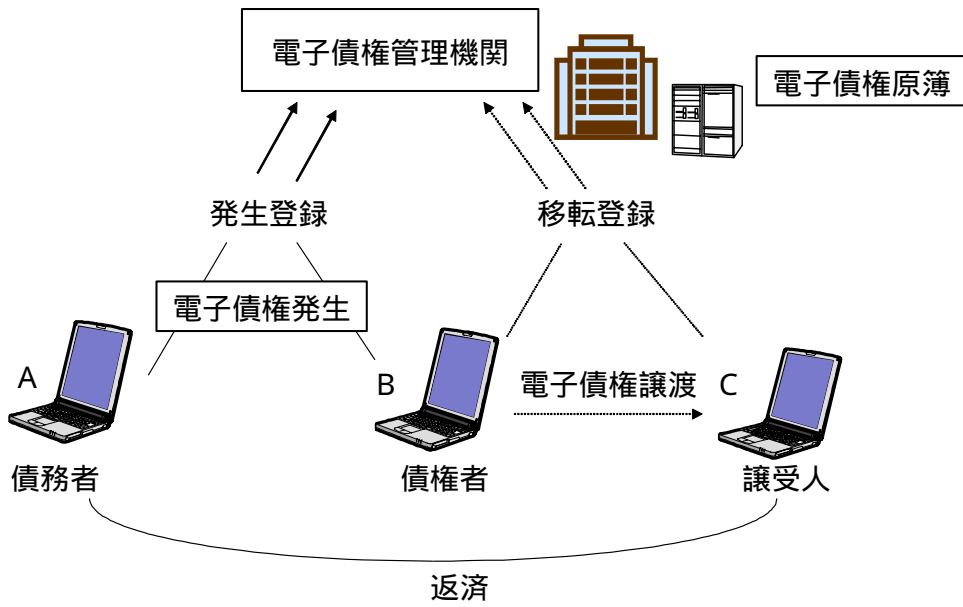 電子債権管理機関
電子債権原簿
発生登録
移転登録
電子債権発生
A
B
電子債権譲渡
C
債務者
債権者
譲受人
返済